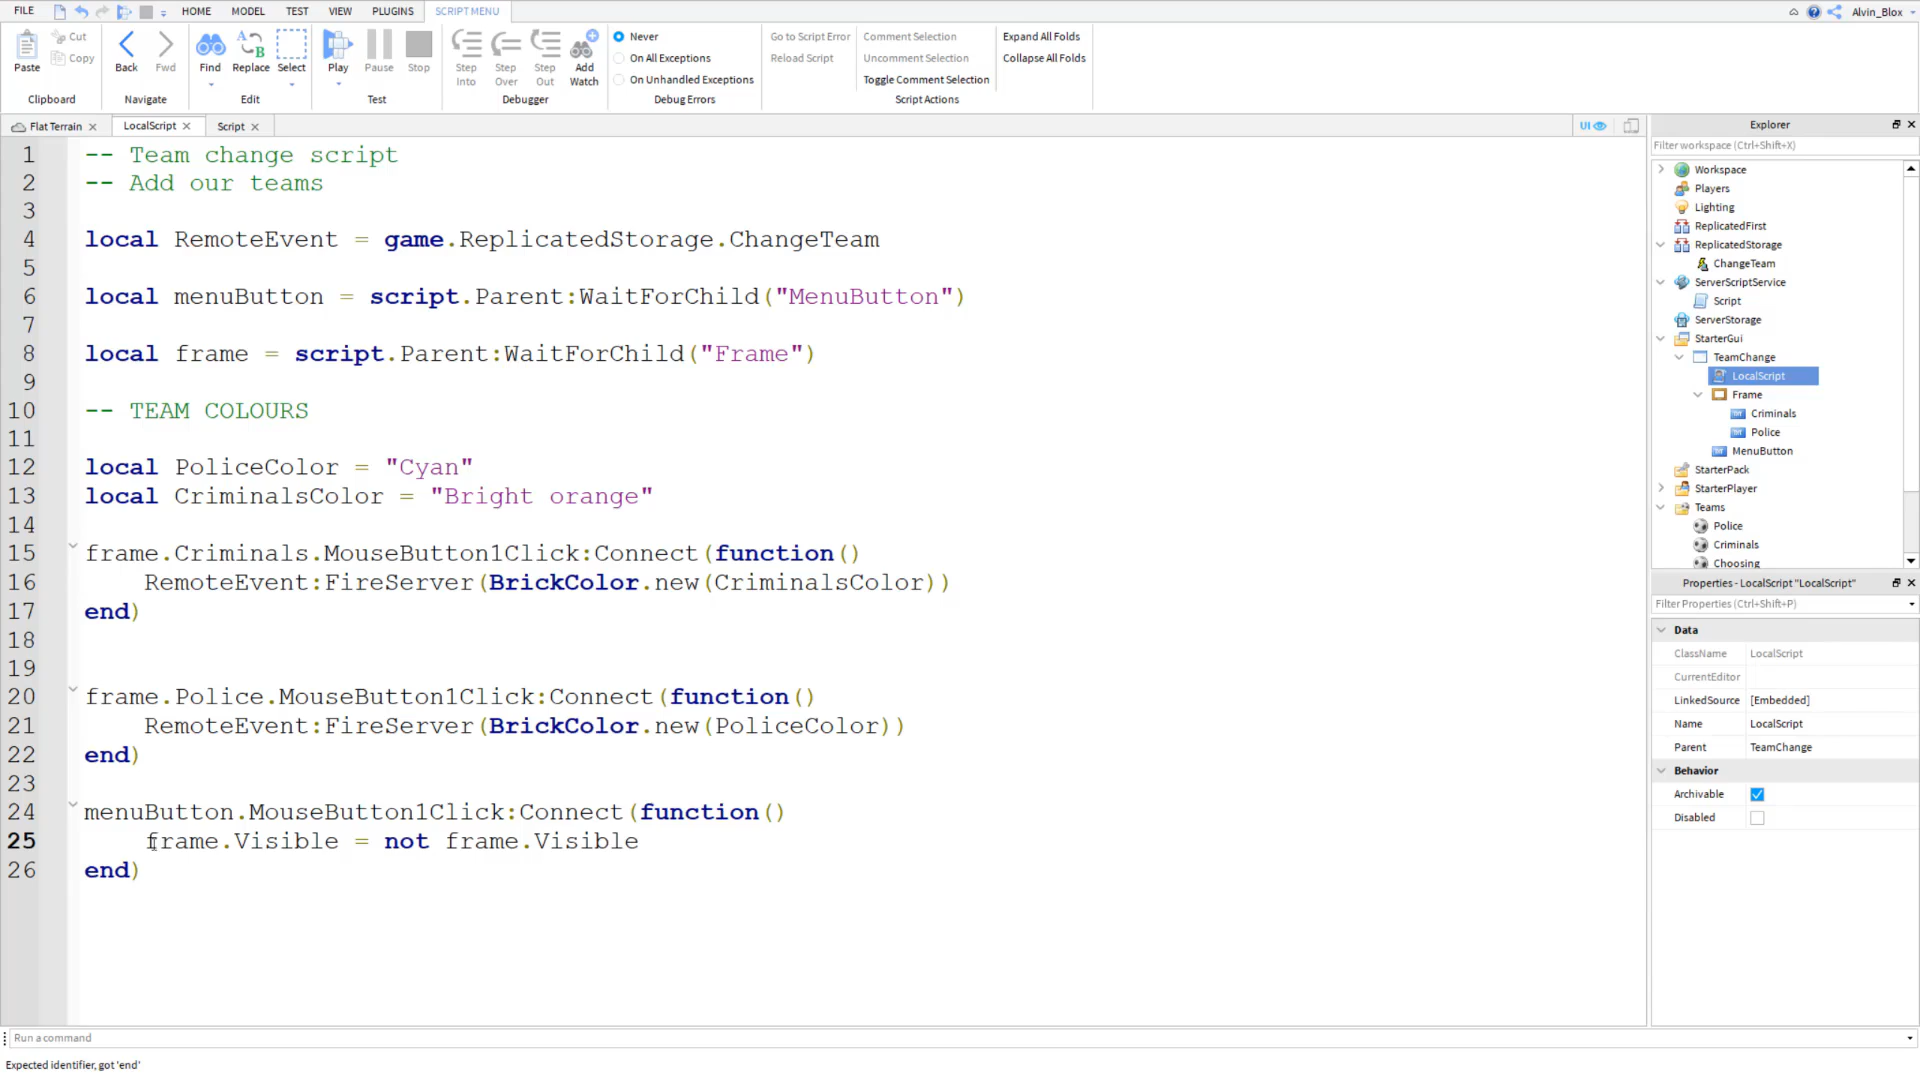 FILE HOME MODEL TEST VIEW PLUGINS SCRIPT MENU Alvin_Blox
Paste Cut Copy Clipboard
Back Fwd Navigate
Find Replace Select Edit
Play Pause Stop Test
Step Into Step Over Step Out Add Watch Debugger
Never
On All Exceptions
On Unhandled Exceptions
Debug Errors
Go to Script Error
Reload Script
Comment Selection
Uncomment Selection
Toggle Comment Selection
Script Actions
Expand All Folds
Collapse All Folds
Flat Terrain LocalScript Script UI
1 -- Team change script
2 -- Add our teams
3
4 local RemoteEvent = game.ReplicatedStorage.ChangeTeam
5
6 local menuButton = script.Parent:WaitForChild("MenuButton")
7
8 local frame = script.Parent:WaitForChild("Frame")
9
10 -- TEAM COLOURS
11
12 local PoliceColor = "Cyan"
13 local CriminalsColor = "Bright orange"
14
15 frame.Criminals.MouseButton1Click:Connect(function()
16 RemoteEvent:FireServer(BrickColor.new(CriminalsColor))
17 end)
18
19
20 frame.Police.MouseButton1Click:Connect(function()
21 RemoteEvent:FireServer(BrickColor.new(PoliceColor))
22 end)
23
24 menuButton.MouseButton1Click:Connect(function()
25 frame.Visible = not frame.Visible
26 end)
Explorer
Filter workspace (Ctrl+Shift+X)
Workspace
Players
Lighting
ReplicatedFirst
ReplicatedStorage
ChangeTeam
ServerScriptService
Script
ServerStorage
StarterGui
TeamChange
LocalScript
Frame
Criminals
Police
MenuButton
StarterPack
StarterPlayer
Teams
Police
Criminals
Choosing
Properties - LocalScript "LocalScript"
Filter Properties (Ctrl+Shift+P)
Data
ClassName LocalScript
CurrentEditor
LinkedSource [Embedded]
Name LocalScript
Parent TeamChange
Behavior
Archivable
Disabled
Run a command
Expected identifier, got 'end'